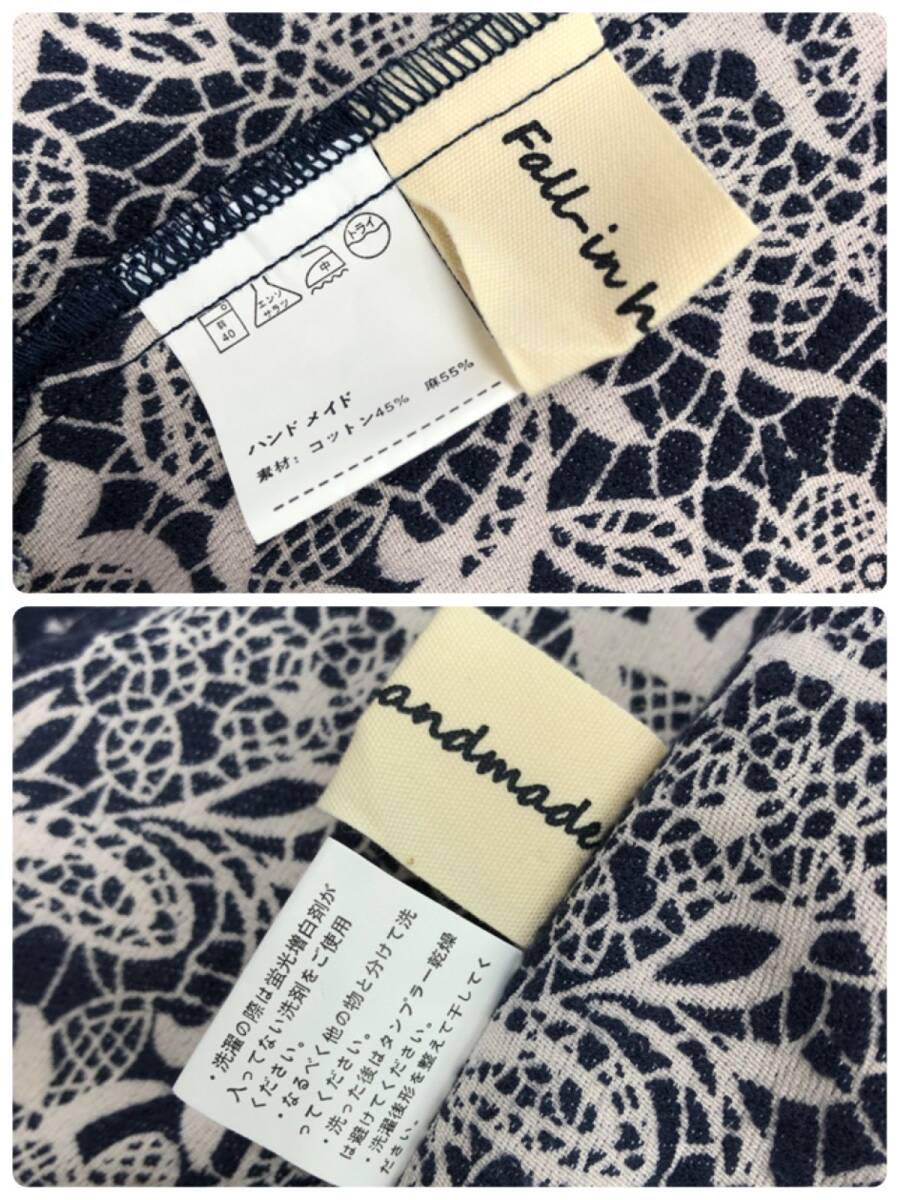 Fall-in h
弱
40
エンソ
サラシ
中
ドライ
ハンド メイド
素材: コットン45% 麻55%
andmade
・洗濯の際は蛍光増白剤が
入ってない洗剤をご使用
ください。
・なるべく他の物と分けて洗
ってください。
・洗った後はタンブラー乾燥
は避けてください。
・洗濯後形を整えて干してく
ださい。